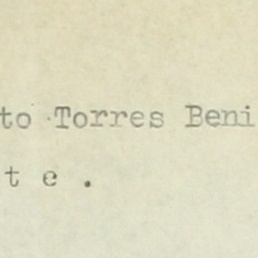 to Torres Beni
t e .